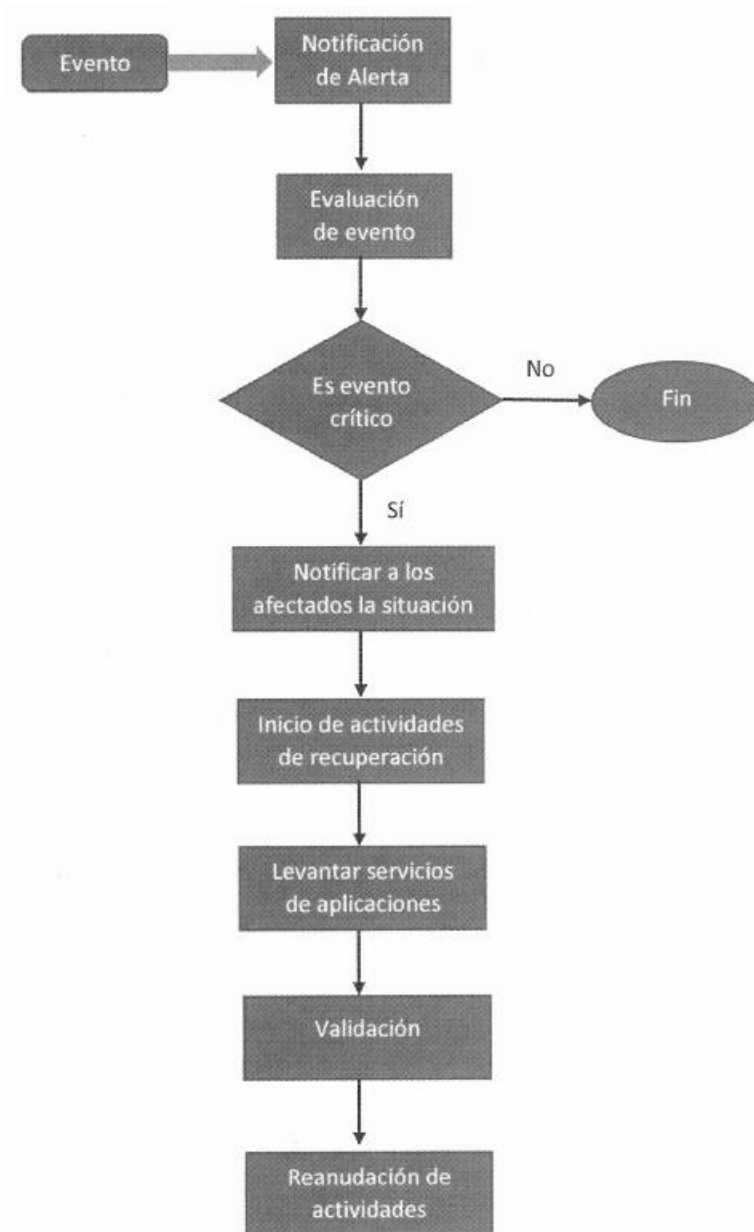 Evento
Notificación
de Alerta
Evaluación
de evento
Es evento
crítico
No
Fin
Sí
Notificar a los
afectados la situación
Inicio de actividades
de recuperación
Levantar servicios
de aplicaciones
Validación
Reanudación de
actividades